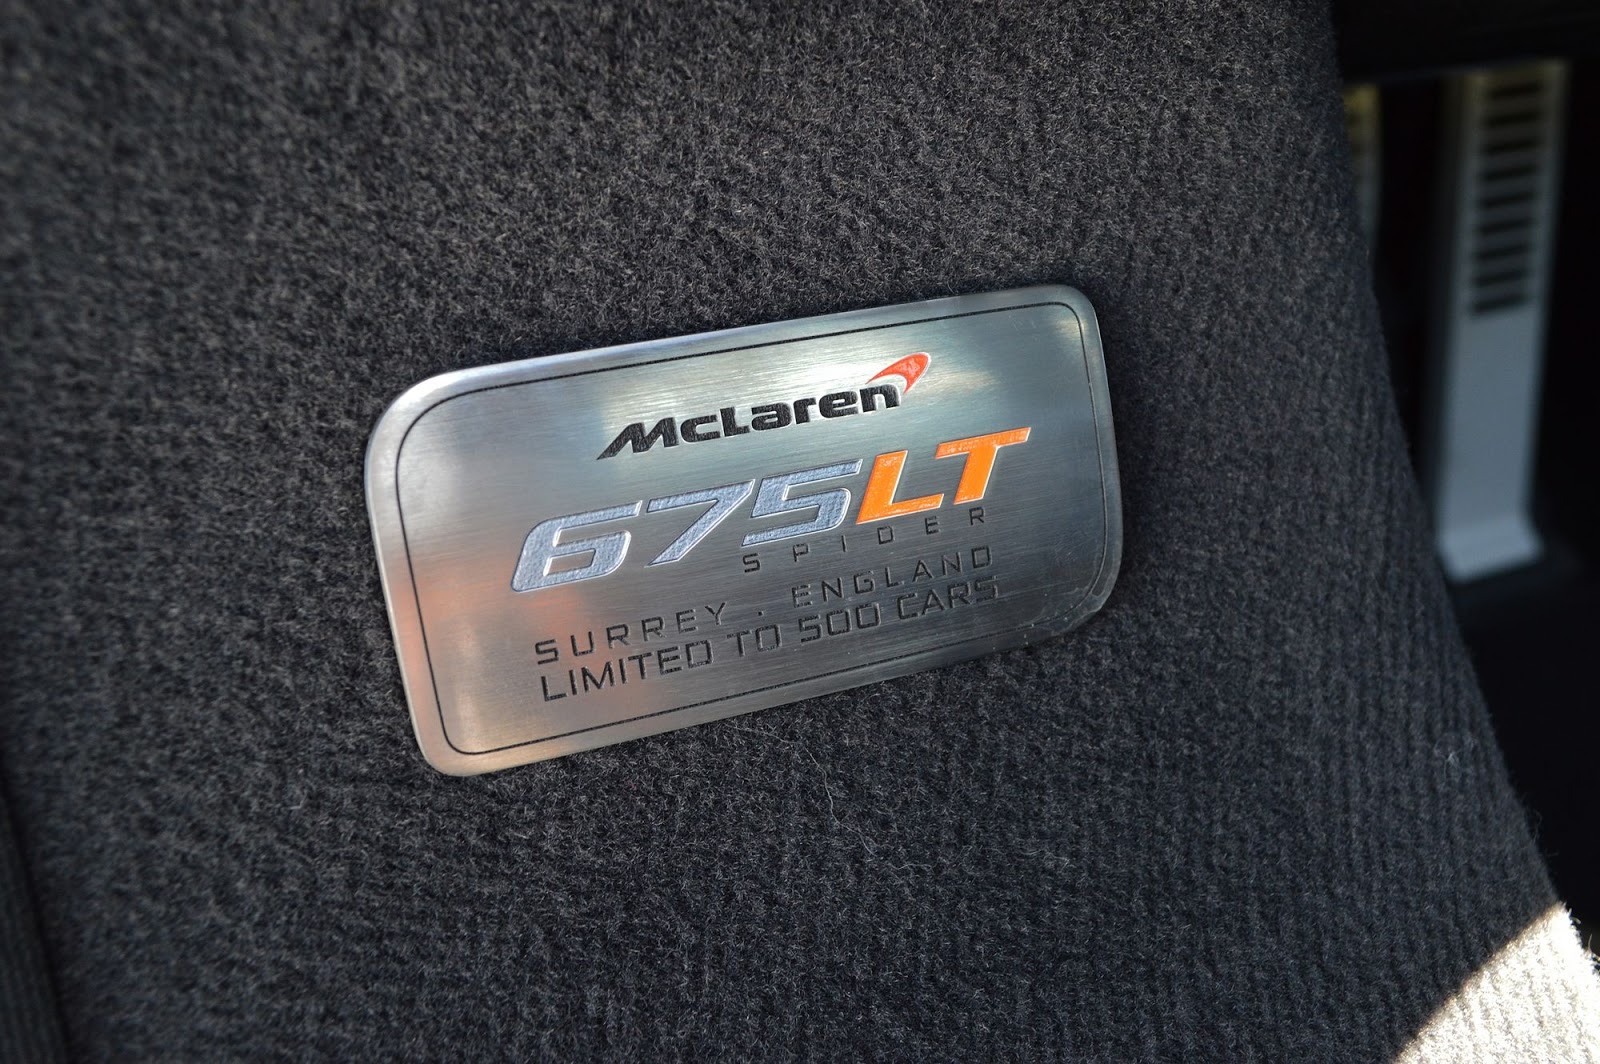 McLaren
675LT
SPIDER
SURREY . ENGLAND
LIMITED TO 500 CARS